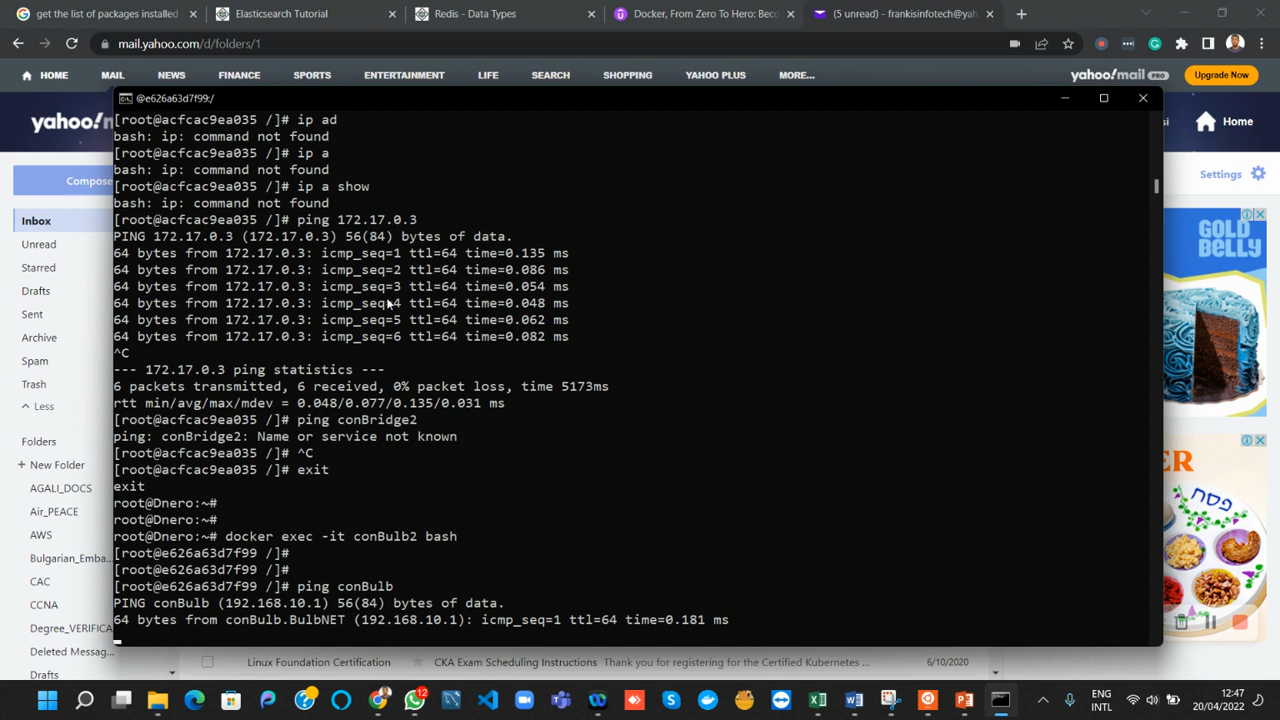 get the list of packages installed
Elasticsearch Tutorial
Redis - Data Types
Docker, From Zero To Hero: Beco
(5 unread) - frankisinfotech@yah
mail.yahoo.com/d/folders/1
HOME MAIL NEWS FINANCE SPORTS ENTERTAINMENT LIFE SEARCH SHOPPING YAHOO PLUS MORE...
yahoo!mail PRO
Upgrade Now
@e626a63d7f99:/
yahoo!m
Home
Compose
Settings
Inbox
Unread
Starred
Drafts
Sent
Archive
Spam
Trash
Less
Folders
New Folder
AGALI_DOCS
Air_PEACE
AWS
Bulgarian_Emba...
CAC
CCNA
Degree_VERIFICA
Deleted Messag...
Drafts
[root@acfcac9ea035 /]# ip ad
bash: ip: command not found
[root@acfcac9ea035 /]# ip a
bash: ip: command not found
[root@acfcac9ea035 /]# ip a show
bash: ip: command not found
[root@acfcac9ea035 /]# ping 172.17.0.3
PING 172.17.0.3 (172.17.0.3) 56(84) bytes of data.
64 bytes from 172.17.0.3: icmp_seq=1 ttl=64 time=0.135 ms
64 bytes from 172.17.0.3: icmp_seq=2 ttl=64 time=0.086 ms
64 bytes from 172.17.0.3: icmp_seq=3 ttl=64 time=0.054 ms
64 bytes from 172.17.0.3: icmp_seq=4 ttl=64 time=0.048 ms
64 bytes from 172.17.0.3: icmp_seq=5 ttl=64 time=0.062 ms
64 bytes from 172.17.0.3: icmp_seq=6 ttl=64 time=0.082 ms
^C
--- 172.17.0.3 ping statistics ---
6 packets transmitted, 6 received, 0% packet loss, time 5173ms
rtt min/avg/max/mdev = 0.048/0.077/0.135/0.031 ms
[root@acfcac9ea035 /]# ping conBridge2
ping: conBridge2: Name or service not known
[root@acfcac9ea035 /]# ^C
[root@acfcac9ea035 /]# exit
exit
root@Dnero:~#
root@Dnero:~#
root@Dnero:~# docker exec -it conBulb2 bash
[root@e626a63d7f99 /]#
[root@e626a63d7f99 /]#
[root@e626a63d7f99 /]# ping conBulb
PING conBulb (192.168.10.1) 56(84) bytes of data.
64 bytes from conBulb.BulbNET (192.168.10.1): icmp_seq=1 ttl=64 time=0.181 ms
Linux Foundation Certification
CKA Exam Scheduling Instructions Thank you for registering for the Certified Kubernetes ...
6/10/2020
GOLD
BELLY
ER
פסח
12
ENG
INTL
12:47
20/04/2022